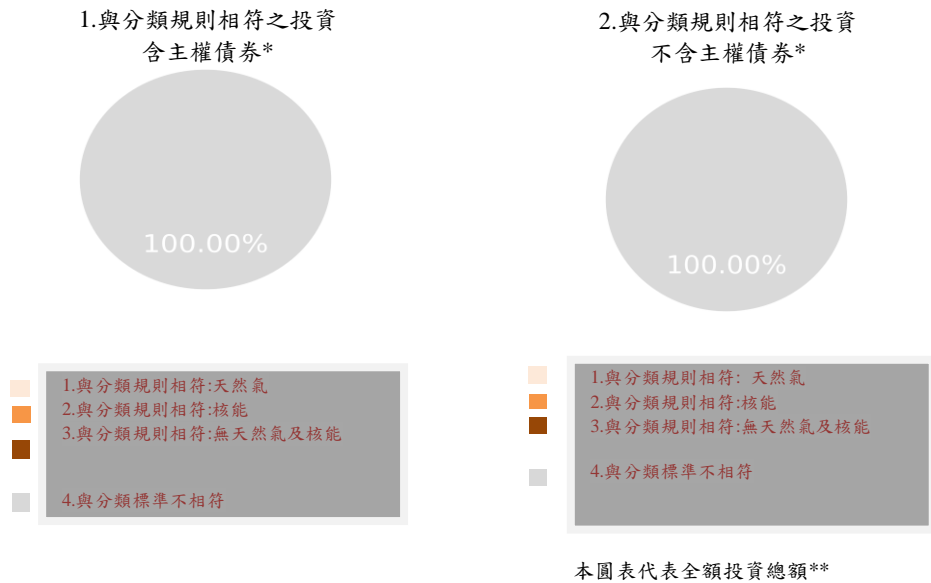 1.與分類規則相符之投資
含主權債券*
100.00%
1.與分類規則相符:天然氣
2.與分類規則相符:核能
3.與分類規則相符:無天然氣及核能
4.與分類標準不相符
2.與分類規則相符之投資
不含主權債券*
100.00%
1.與分類規則相符: 天然氣
2.與分類規則相符:核能
3.與分類規則相符:無天然氣及核能
4.與分類規則不相符
本圓表代表全額投資總額**